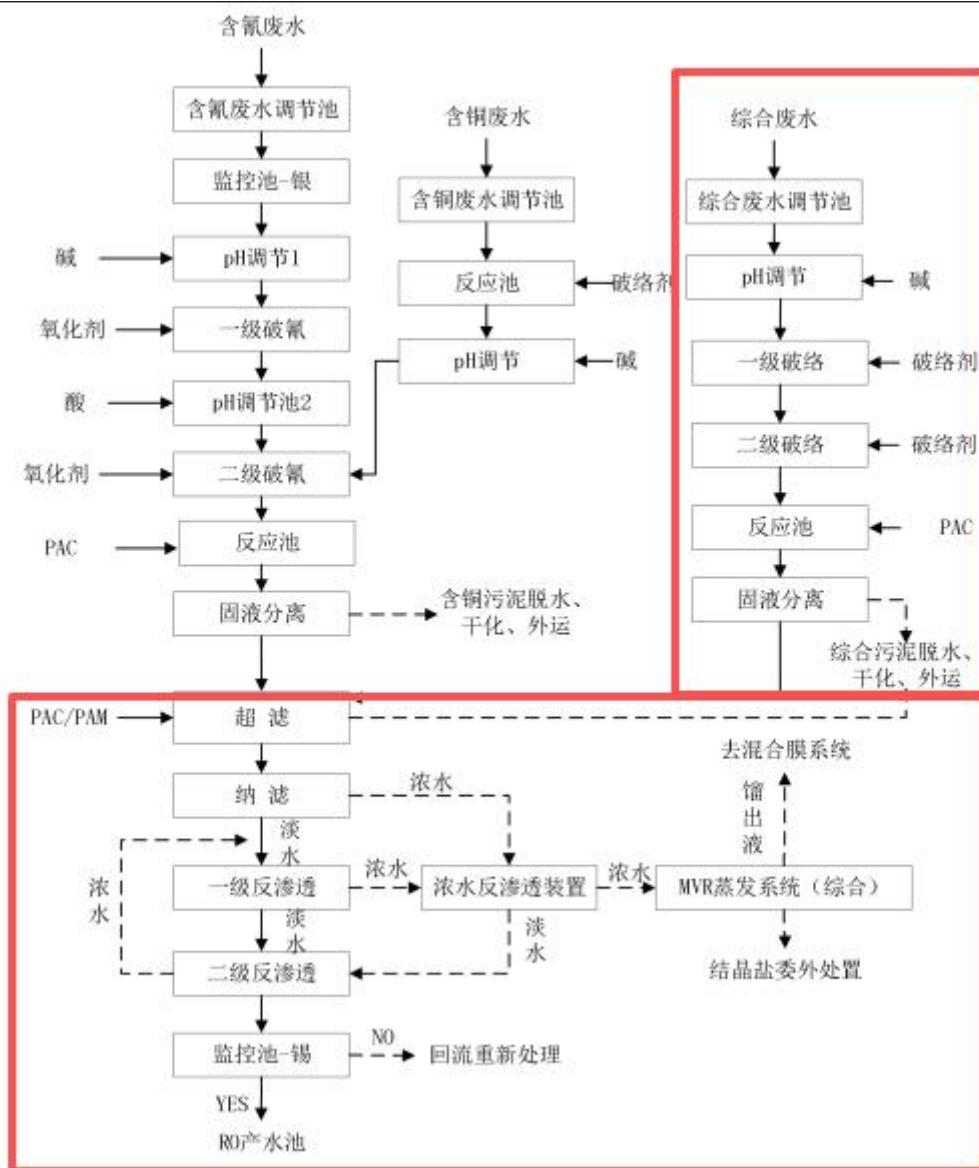 含氰废水
含氰废水调节池
监控池-银
碱
pH调节1
氧化剂
一级破氰
酸
pH调节池2
氧化剂
二级破氰
PAC
反应池
固液分离
含铜污泥脱水、
干化、外运
含铜废水
含铜废水调节池
反应池
破络剂
pH调节
碱
综合废水
综合废水调节池
pH调节
碱
一级破络
破络剂
二级破络
破络剂
反应池
PAC
固液分离
综合污泥脱水、
干化、外运
PAC/PAM
超滤
纳 滤
浓水
淡
水
浓
水
一级反渗透
浓水
浓水反渗透装置
浓水
MVR蒸发系统（综合）
馏
出
液
去混合膜系统
结晶盐委外处置
淡
水
淡
水
二级反渗透
监控池-锡
NO
回流重新处理
YES
RO产水池